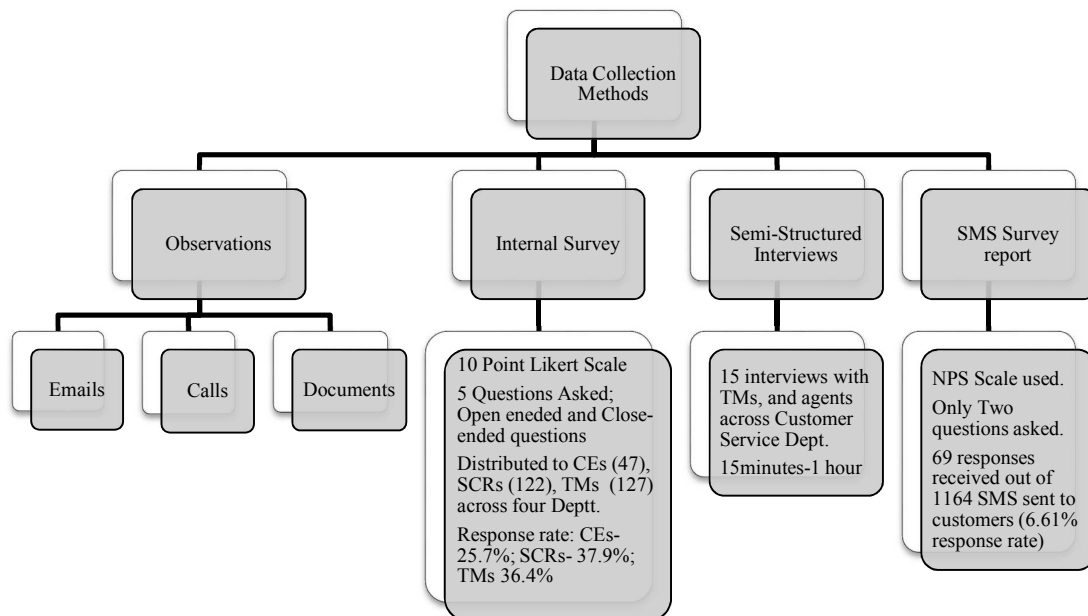 Data Collection
Methods
Observations
Internal Survey
Semi-Structured
Interviews
SMS Survey
report
Emails
Calls
Documents
10 Point Likert Scale
5 Questions Asked;
Open eneded and Close-
ended questions
Distributed to CEs (47),
SCRs (122), TMs (127)
across four Deptt.
Response rate: CEs-
25.7%; SCRs- 37.9%;
TMs 36.4%
15 interviews with
TMs, and agents
across Customer
Service Dept.
15minutes-1 hour
NPS Scale used.
Only Two
questions asked.
69 responses
received out of
1164 SMS sent to
customers (6.61%
response rate)